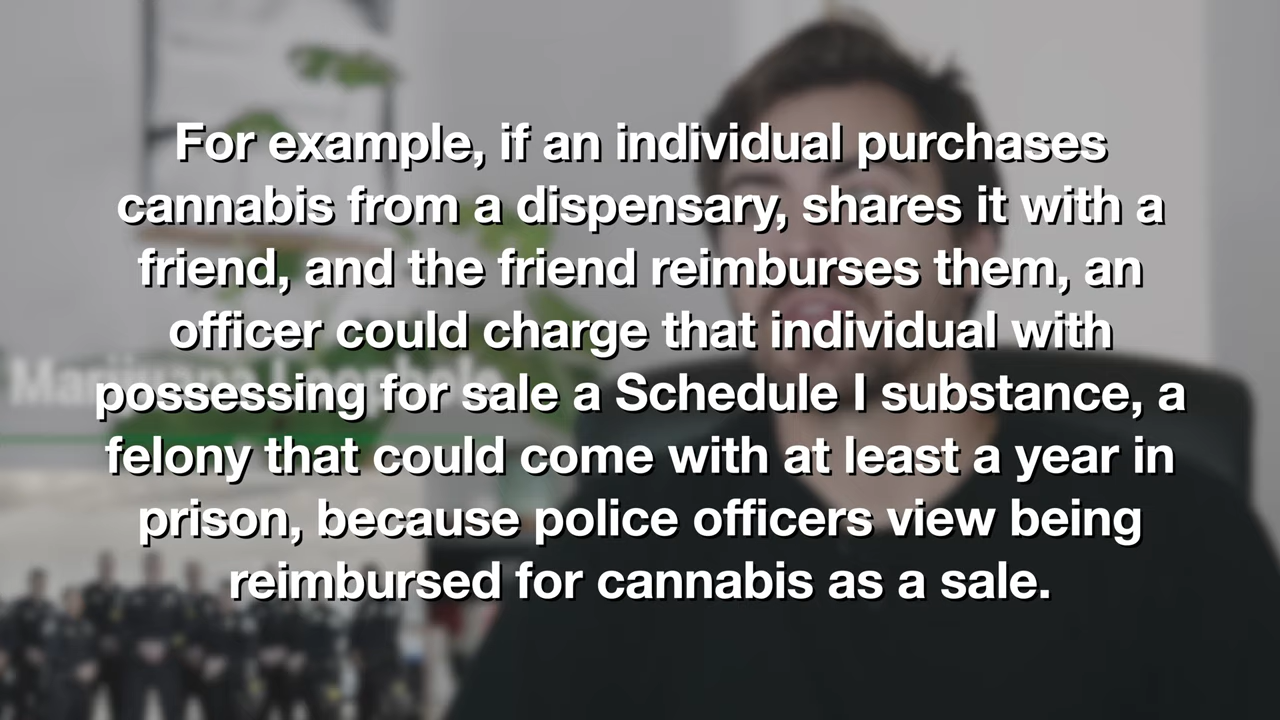 For example, if an individual purchases
cannabis from a dispensary, shares it with a
friend, and the friend reimburses them, an
officer could charge that individual with
possessing for sale a Schedule I substance, a
felony that could come with at least a year in
prison, because police officers view being
reimbursed for cannabis as a sale.